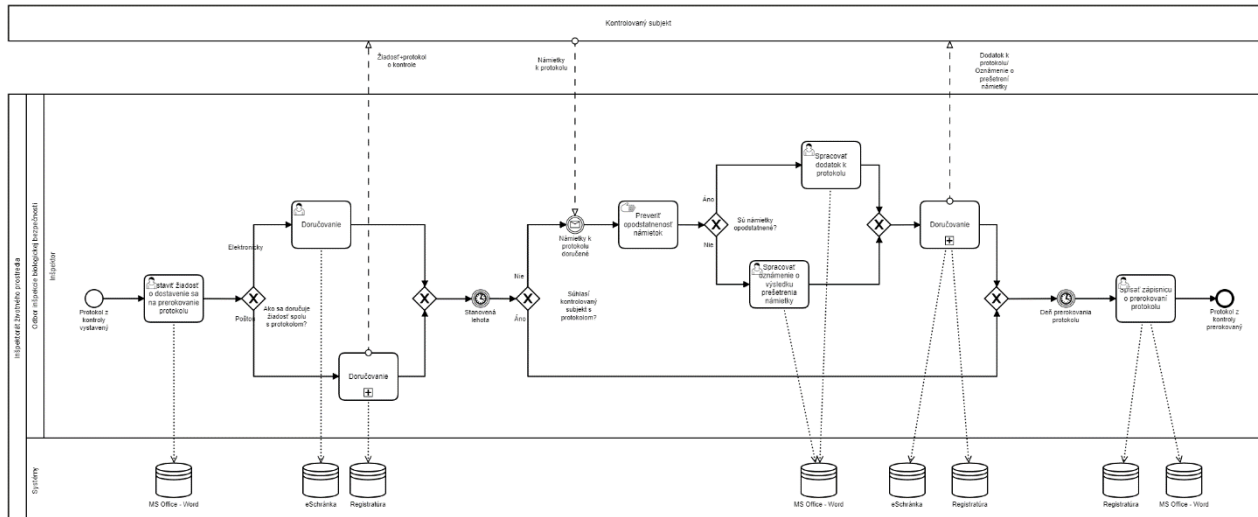 Kontrolovaný subjekt
Žiadosť+protokol
o kontrole
Námietky
k protokolu
Dodatok k
protokolu/
Oznámenie o
prešetrení
námietky
Inšpektorát životného prostredia
Odbor inšpekcie biologickej bezpečnosti
Inšpektor
Protokol z
kontroly
vystavený
staviť žiadosť
o dostavenie sa
na prerokovanie
protokolu
Elektronicky
Poštou
Ako sa doručuje
žiadosť spolu
s protokolom?
Doručovanie
Doručovanie
Stanovená
lehota
Nie
Áno
Súhlasí
kontrolovaný
subjekt s
protokolom?
Námietky k
protokolu
doručené
Preveriť
opodstatnenosť
námietok
Áno
Nie
Sú námietky
opodstatnené?
Spracovať
dodatok k
protokolu
Spracovať
oznámenie o
výsledku
prešetrenia
námietky
Doručovanie
Deň prerokovania
protokolu
Spísať zápisnicu
o prerokovaní
protokolu
Protokol z
kontroly
prerokovaný
Systémy
MS Office - Word
eSchránka
Registratúra
MS Office - Word
eSchránka
Registratúra
Registratúra
MS Office - Word